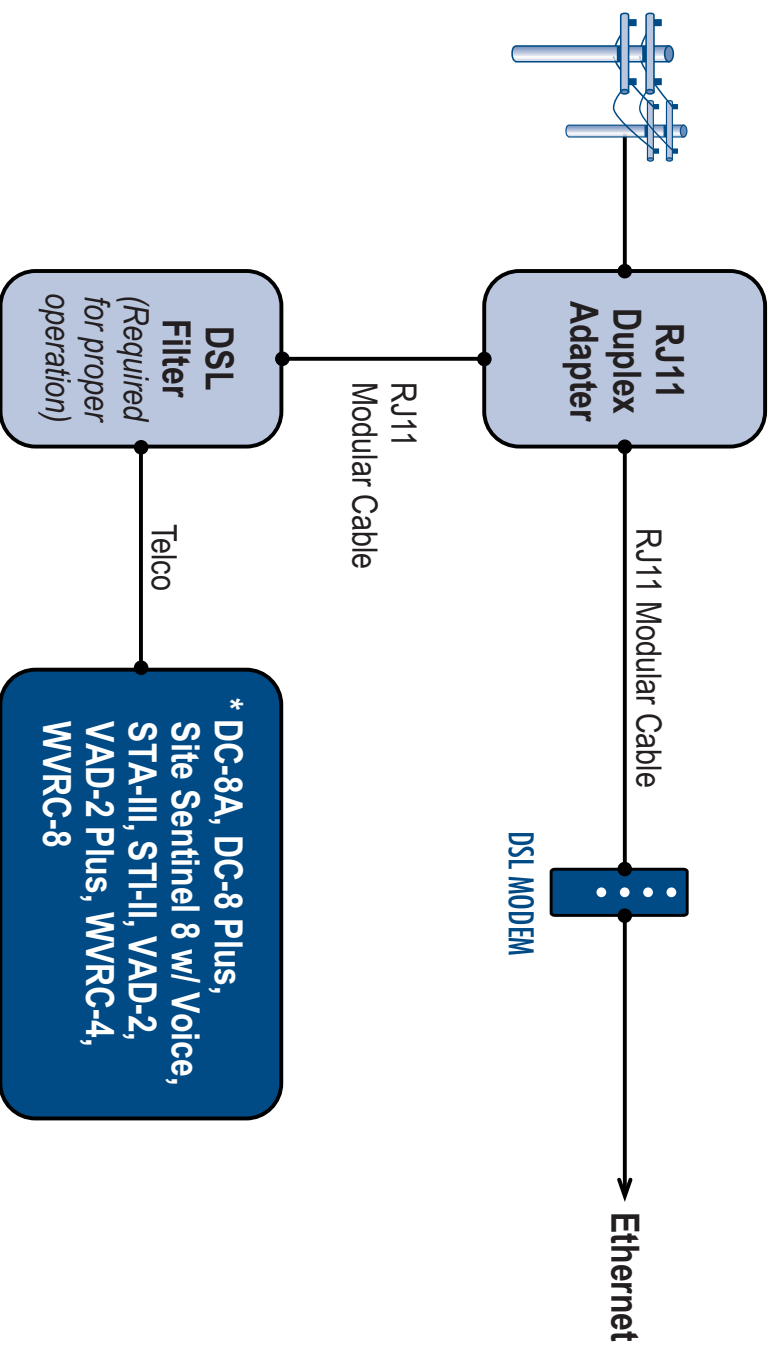 RJ11
Duplex
Adapter
RJ11 Modular Cable
DSL MODEM
Ethernet
RJ11
Modular Cable
DSL
Filter
(Required
for proper
operation)
Telco
* DC-8A, DC-8 Plus,
Site Sentinel 8 w/ Voice,
STA-III, STI-II, VAD-2,
VAD-2 Plus, WVRC-4,
WVRC-8